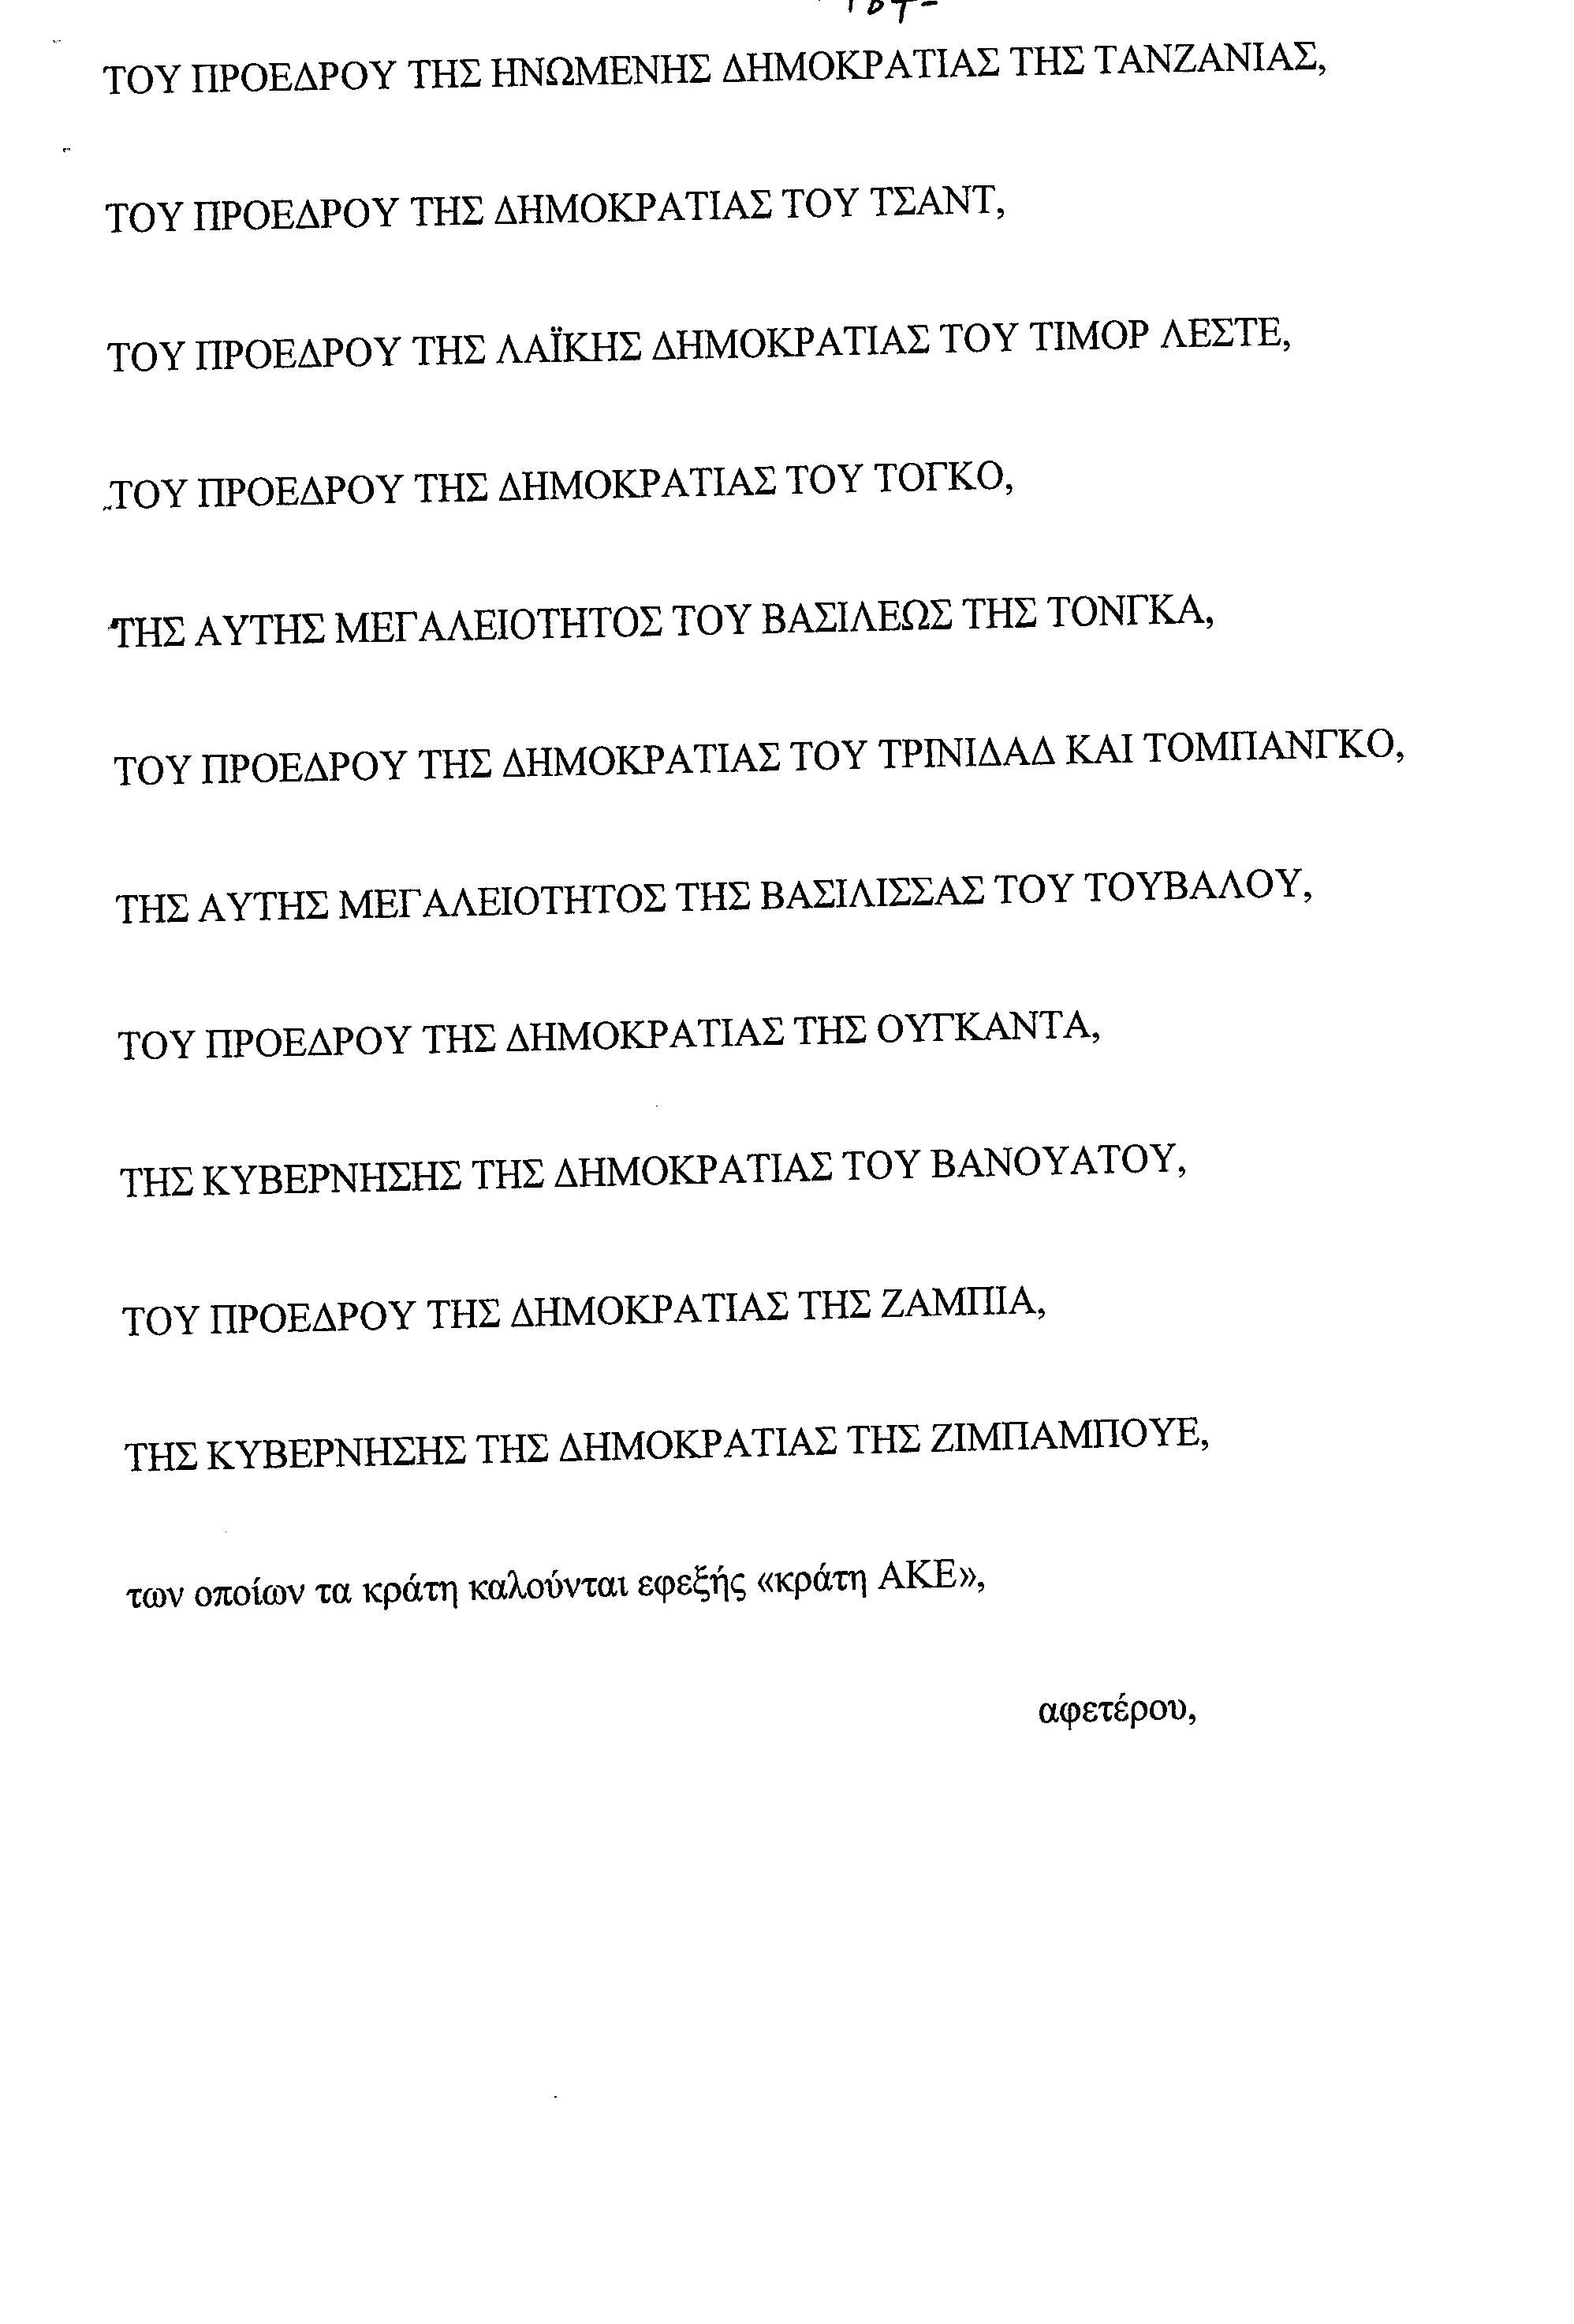 ΤΟΥ ΠΡΟΕΔΡΟΥ ΤΗΣ ΗΝΩΜΕΝΗΣ ΔΗΜΟΚΡΑΤΙΑΣ ΤΗΣ ΤΑΝΖΑΝΙΑΣ,
ΤΟΥ ΠΡΟΕΔΡΟΥ ΤΗΣ ΔΗΜΟΚΡΑΤΙΑΣ ΤΟΥ ΤΣΑΝΤ,
ΤΟΥ ΠΡΟΕΔΡΟΥ ΤΗΣ ΛΑΪΚΗΣ ΔΗΜΟΚΡΑΤΙΑΣ ΤΟΥ ΤΙΜΟΡ ΛΕΣΤΕ,
ΤΟΥ ΠΡΟΕΔΡΟΥ ΤΗΣ ΔΗΜΟΚΡΑΤΙΑΣ ΤΟΥ ΤΟΓΚΟ,
ΤΗΣ ΑΥΤΗΣ ΜΕΓΑΛΕΙΟΤΗΤΟΣ ΤΟΥ ΒΑΣΙΛΕΩΣ ΤΗΣ ΤΟΝΓΚΑ,
ΤΟΥ ΠΡΟΕΔΡΟΥ ΤΗΣ ΔΗΜΟΚΡΑΤΙΑΣ ΤΟΥ ΤΡΙΝΙΔΑΔ ΚΑΙ ΤΟΜΠΑΝΓΚΟ,
ΤΗΣ ΑΥΤΗΣ ΜΕΓΑΛΕΙΟΤΗΤΟΣ ΤΗΣ ΒΑΣΙΛΙΣΣΑΣ ΤΟΥ ΤΟΥΒΑΛΟΥ,
ΤΟΥ ΠΡΟΕΔΡΟΥ ΤΗΣ ΔΗΜΟΚΡΑΤΙΑΣ ΤΗΣ ΟΥΓΚΑΝΤΑ,
ΤΗΣ ΚΥΒΕΡΝΗΣΗΣ ΤΗΣ ΔΗΜΟΚΡΑΤΙΑΣ ΤΟΥ ΒΑΝΟΥΑΤΟΥ,
ΤΟΥ ΠΡΟΕΔΡΟΥ ΤΗΣ ΔΗΜΟΚΡΑΤΙΑΣ ΤΗΣ ΖΑΜΠΙΑ,
ΤΗΣ ΚΥΒΕΡΝΗΣΗΣ ΤΗΣ ΔΗΜΟΚΡΑΤΙΑΣ ΤΗΣ ΖΙΜΠΑΜΠΟΥΕ,
των οποίων τα κράτη καλούνται εφεξής «κράτη ΑΚΕ»,
αφετέρου,